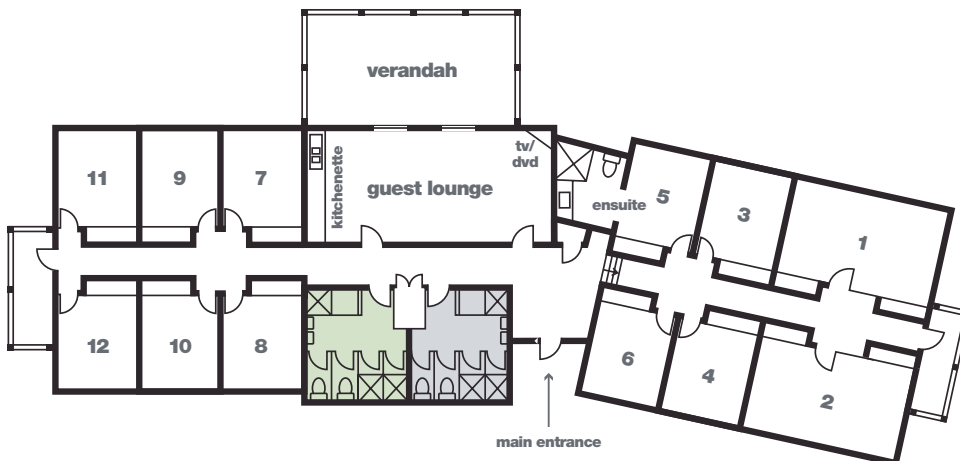 verandah
11
9
7
kitchenette
guest lounge
tv/
dvd
ensuite
5
3
1
12
10
8
6
4
2
main entrance